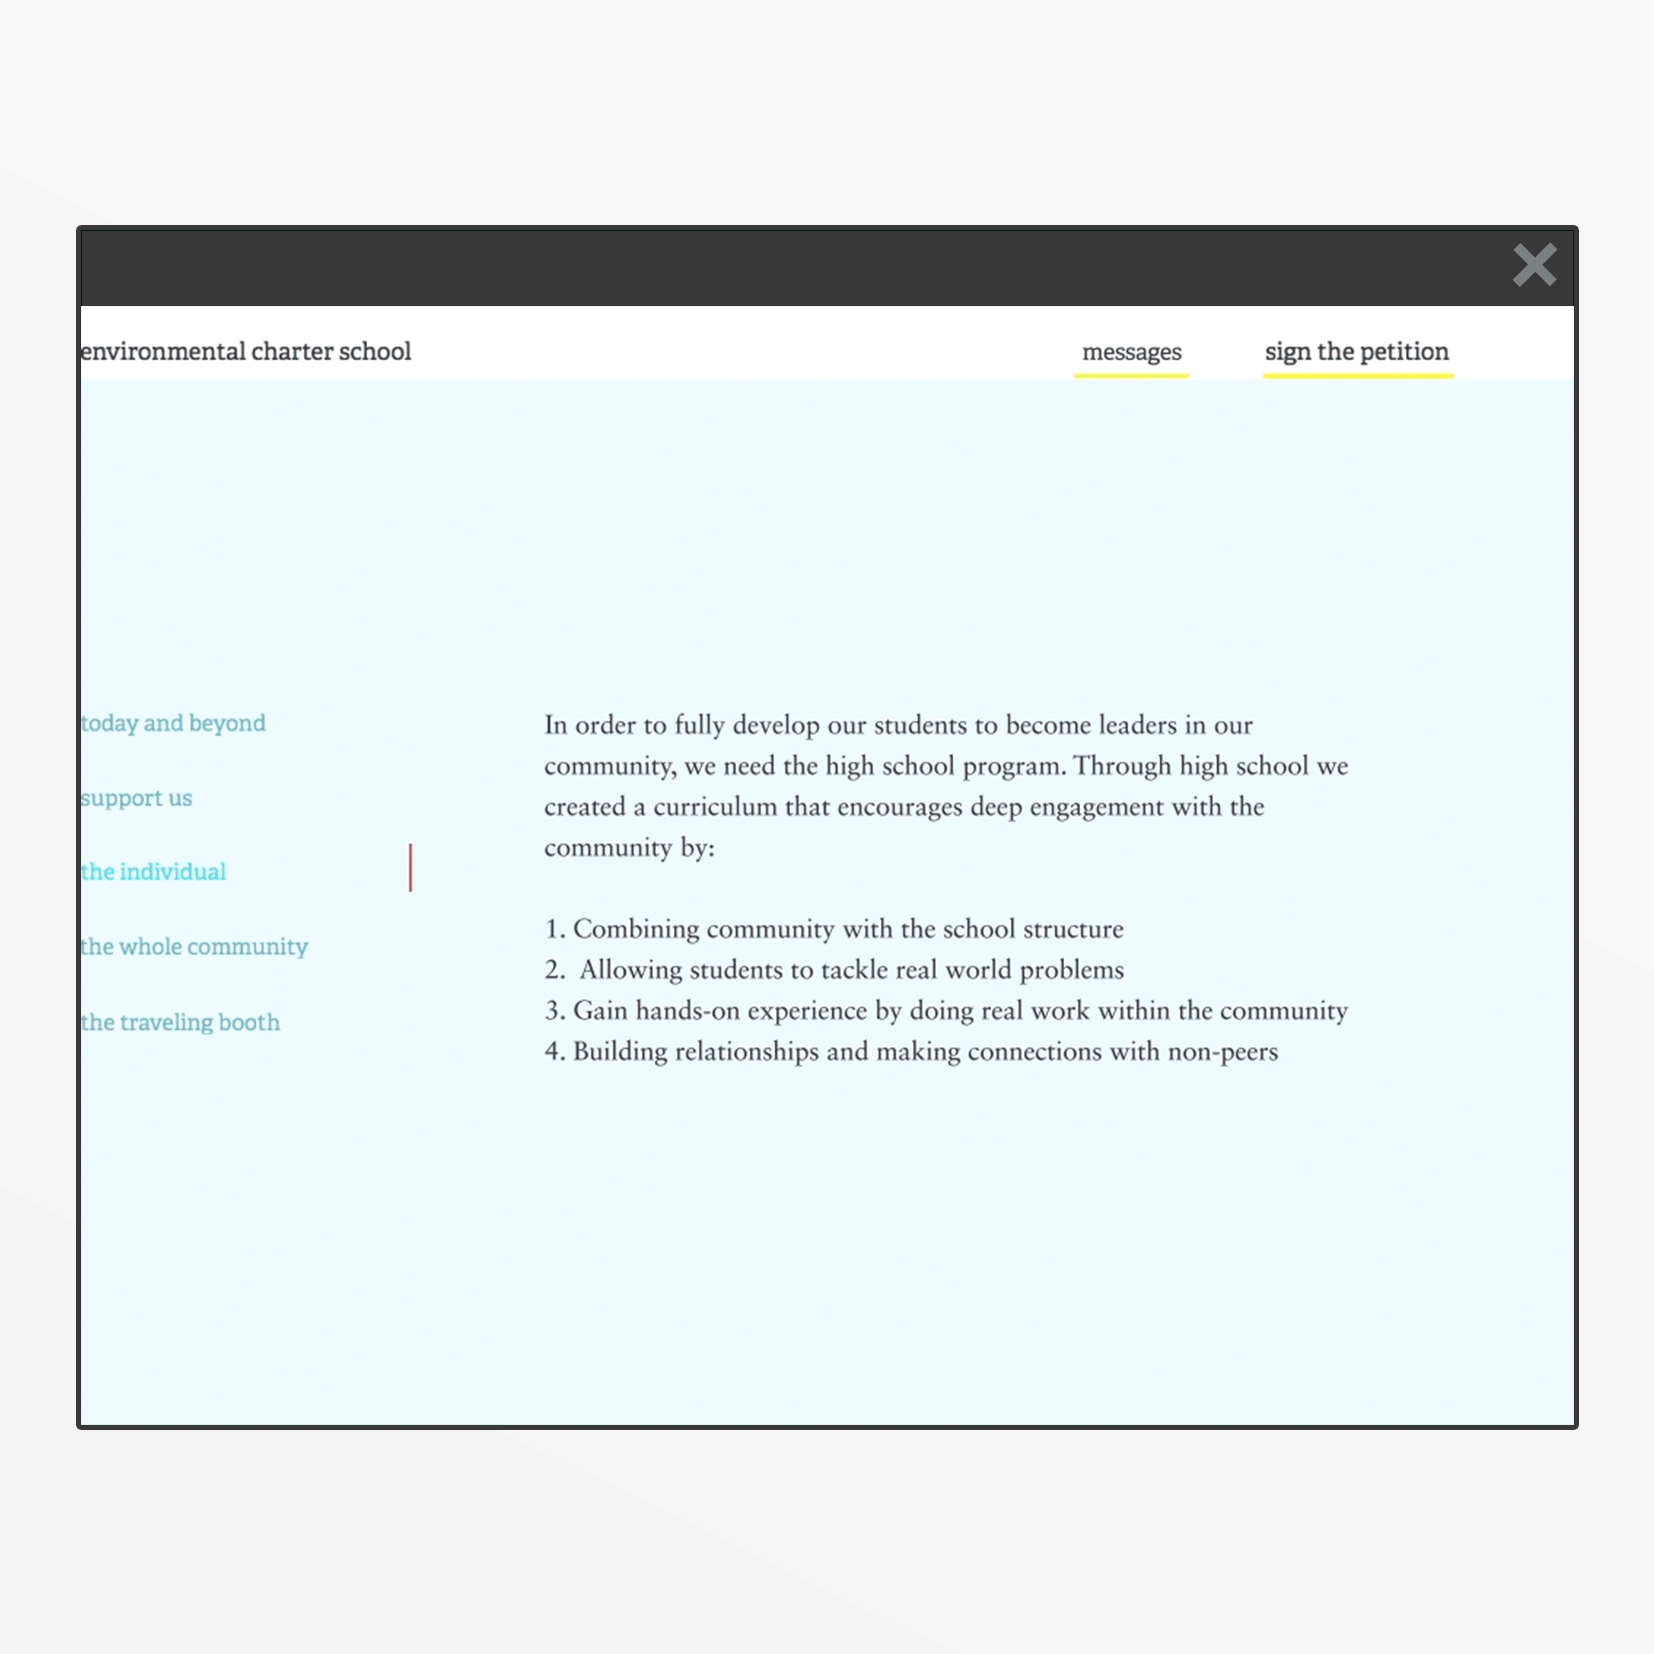 environmental charter school
messages
sign the petition
today and beyond
support us
the individual
the whole community
the traveling booth
In order to fully develop our students to become leaders in our
community, we need the high school program. Through high school we
created a curriculum that encourages deep engagement with the
community by:
1. Combining community with the school structure
2.  Allowing students to tackle real world problems
3. Gain hands-on experience by doing real work within the community
4. Building relationships and making connections with non-peers